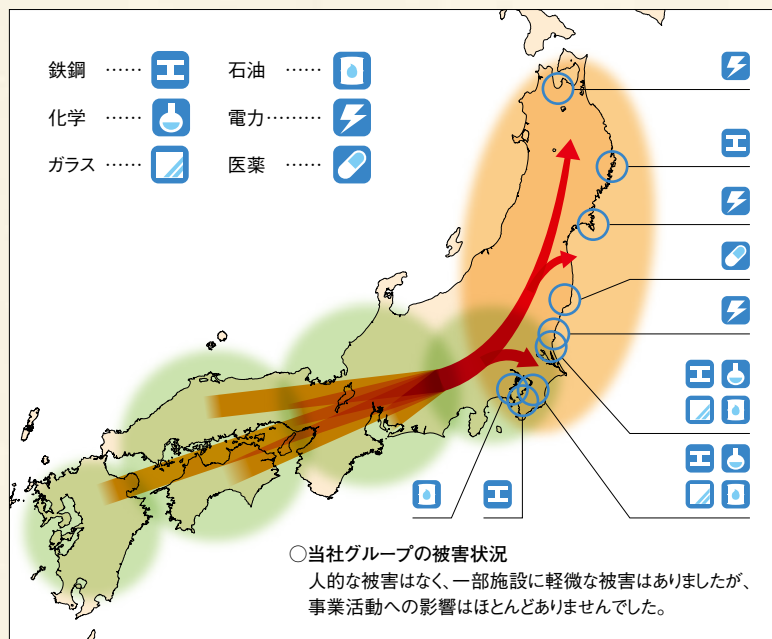 鉄鋼 …… 石油 ……
化学 …… 電力………
ガラス …… 医薬 ……
○当社グループの被害状況
人的な被害はなく、一部施設に軽微な被害はありましたが、
事業活動への影響はほとんどありませんでした。